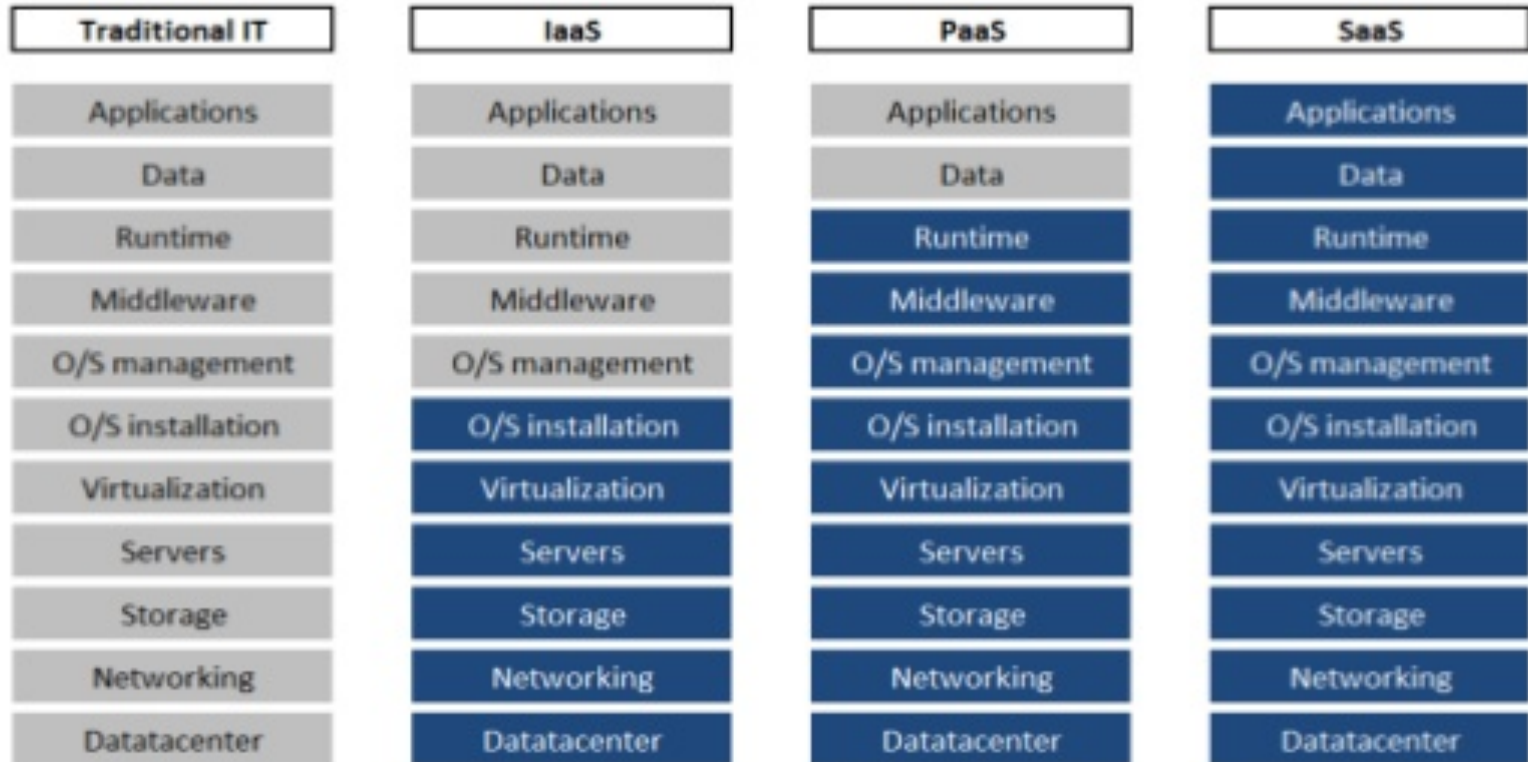 Traditional IT IaaS PaaS SaaS
Applications Applications Applications Applications
Data Data Data Data
Runtime Runtime Runtime Runtime
Middleware Middleware Middleware Middleware
O/S management O/S management O/S management O/S management
O/S installation O/S installation O/S installation O/S installation
Virtualization Virtualization Virtualization Virtualization
Servers Servers Servers Servers
Storage Storage Storage Storage
Networking Networking Networking Networking
Datatacenter Datatacenter Datatacenter Datatacenter